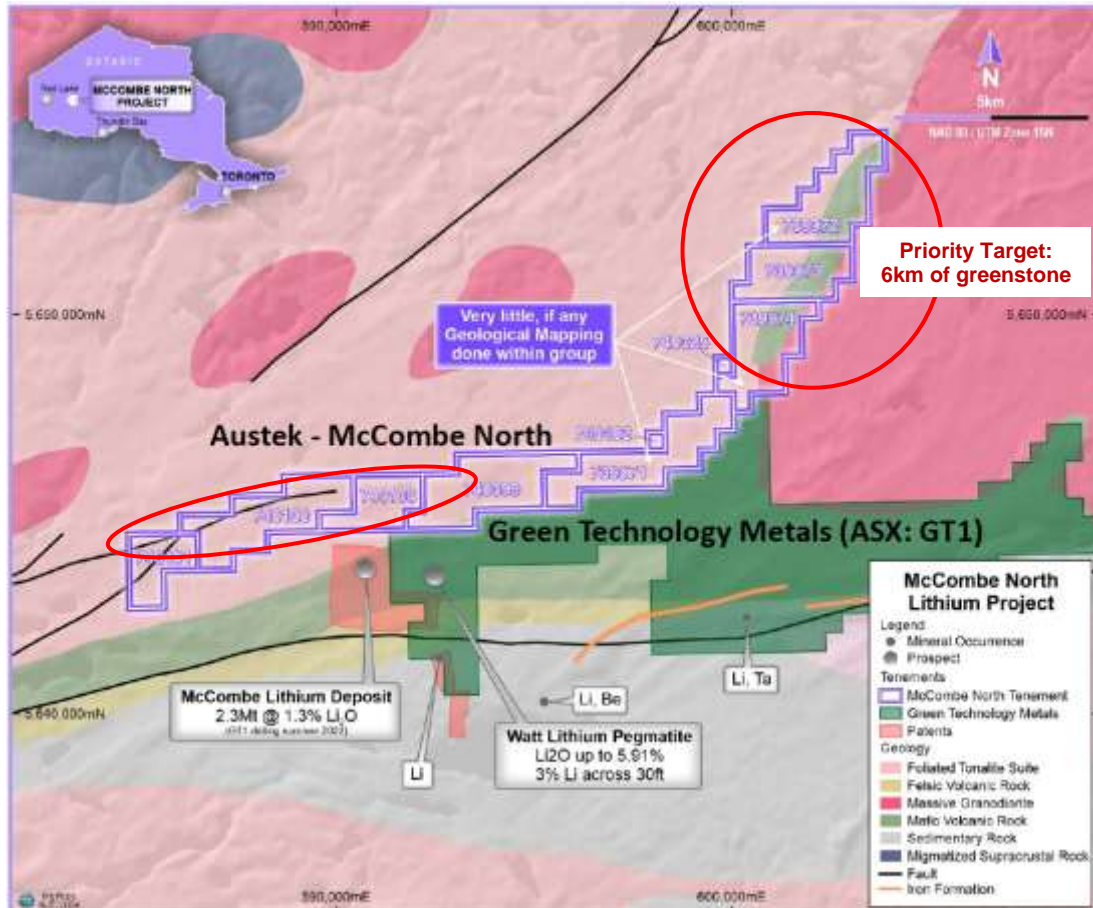 590,000mE
600,000mE
ONTARIO
Red Lake
MCCOMBE NORTH
PROJECT
Thunder Bay
TORONTO
N
5km
NAD 83 / UTM Zone 15N
Priority Target:
6km of greenstone
5,650,000mN
5,650,000mN
Very little, if any
Geological Mapping
done within group
Austek - McCombe North
Green Technology Metals (ASX: GT1)
McCombe Lithium Deposit
2.3Mt @ 1.3% Li2O
Li
Li, Be
Li, Ta
Watt Lithium Pegmatite
Li2O up to 5.91%
3% Li across 30ft
5,640,000mN
590,000mE
600,000mE
McCombe North
Lithium Project
Legend
Mineral Occurrence
Prospect
Tenements
McCombe North Tenement
Green Technology Metals
Patents
Geology
Foliated Tonalite Suite
Felsic Volcanic Rock
Massive Granodiorite
Mafic Volcanic Rock
Sedimentary Rock
Migmatized Supracrustal Rock
Fault
Iron Formation